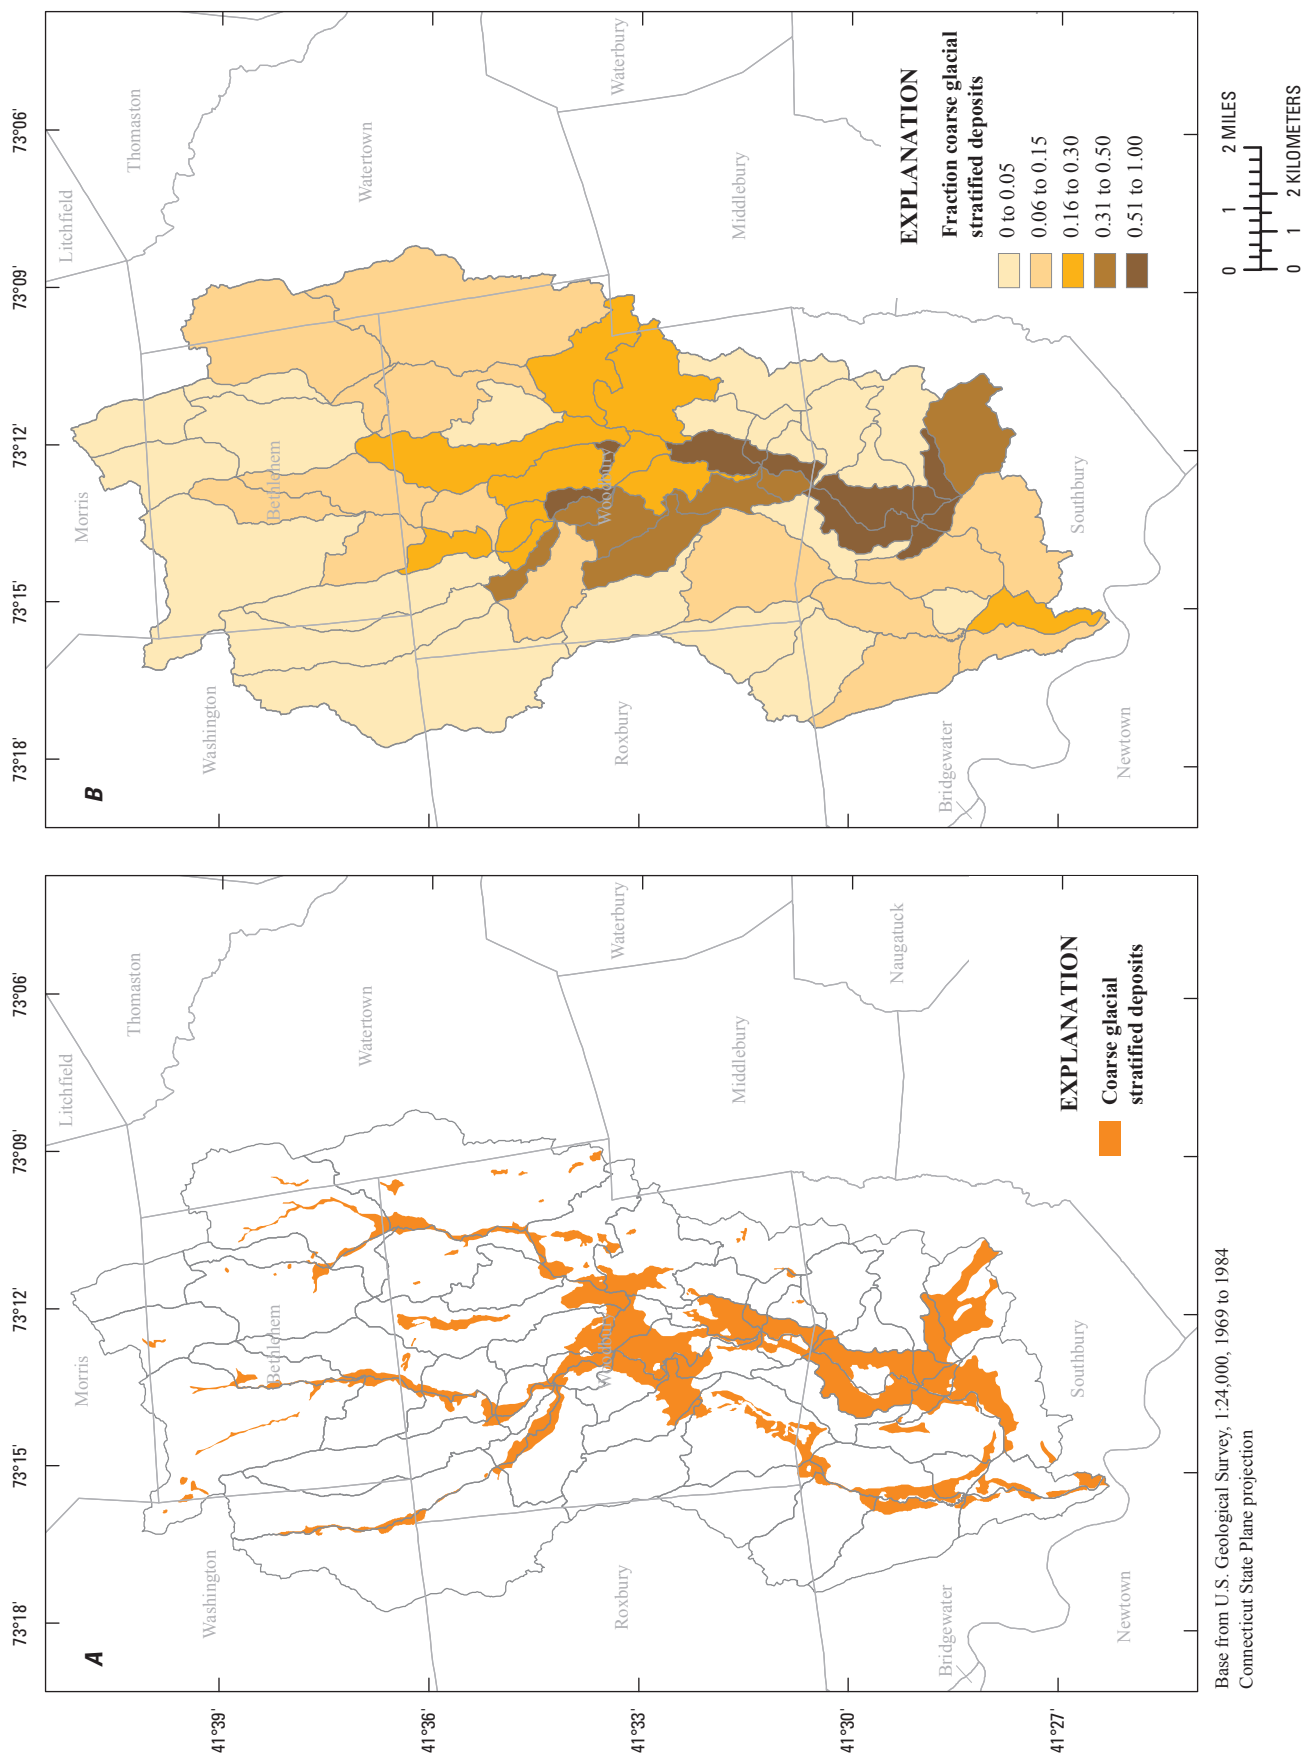 A
73°18'
73°15'
73°12'
73°09'
73°06'
41°39'
41°36'
41°33'
41°30'
41°27'
Litchfield
Thomaston
Morris
Washington
Bethlehem
Watertown
Waterbury
Woodbury
Roxbury
Middlebury
Naugatuck
Bridgewater
Southbury
Newtown
EXPLANATION
Coarse glacial
stratified deposits
B
73°18'
73°15'
73°12'
73°09'
73°06'
Litchfield
Thomaston
Morris
Washington
Bethlehem
Watertown
Waterbury
Woodbury
Roxbury
Middlebury
Bridgewater
Southbury
Newtown
EXPLANATION
Fraction coarse glacial
stratified deposits
0 to 0.05
0.06 to 0.15
0.16 to 0.30
0.31 to 0.50
0.51 to 1.00
Base from U.S. Geological Survey, 1:24,000, 1969 to 1984
Connecticut State Plane projection
0 1 2 MILES
0 1 2 KILOMETERS